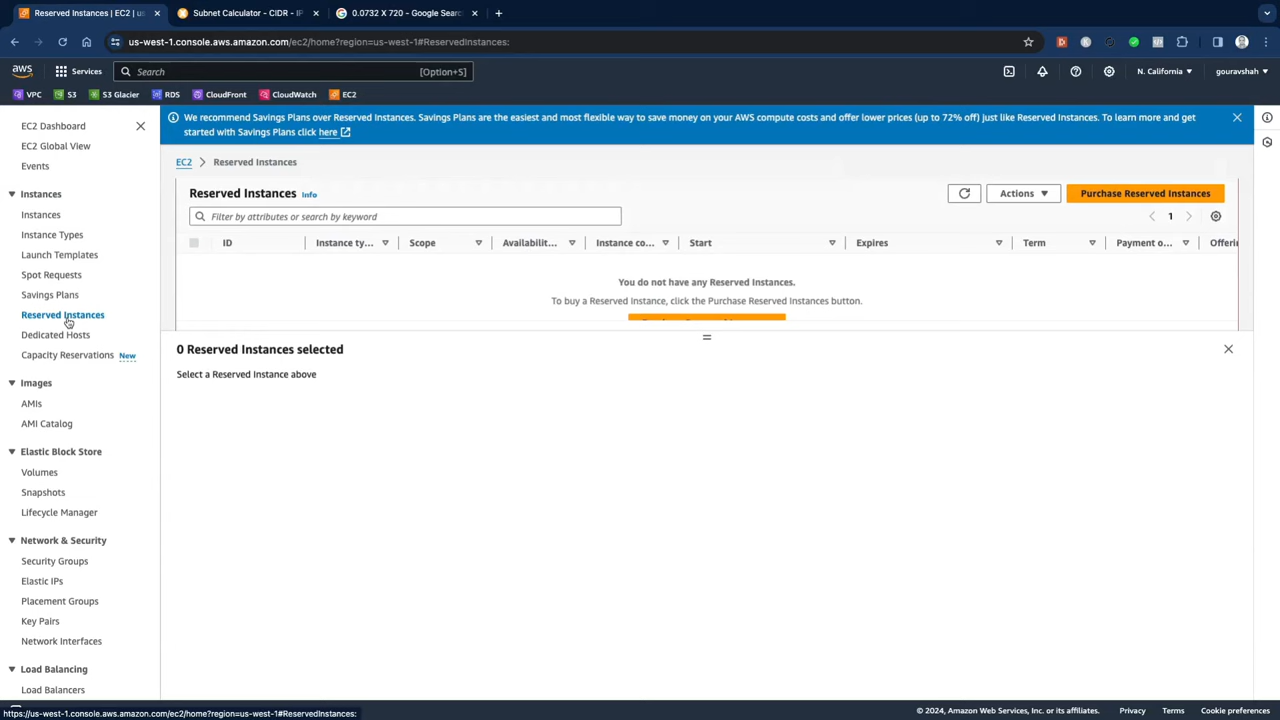 Reserved Instances | EC2 | us
Subnet Calculator - CIDR - IP
0.0732 X 720 - Google Searc
us-west-1.console.aws.amazon.com/ec2/home?region=us-west-1#ReservedInstances:
aws Services Search [Option+S] N. California gouravshah
VPC S3 S3 Glacier RDS CloudFront CloudWatch EC2
EC2 Dashboard
EC2 Global View
Events
Instances
Instances
Instance Types
Launch Templates
Spot Requests
Savings Plans
Reserved Instances
Dedicated Hosts
Capacity Reservations New
Images
AMIs
AMI Catalog
Elastic Block Store
Volumes
Snapshots
Lifecycle Manager
Network & Security
Security Groups
Elastic IPs
Placement Groups
Key Pairs
Network Interfaces
Load Balancing
Load Balancers
We recommend Savings Plans over Reserved Instances. Savings Plans are the easiest and most flexible way to save money on your AWS compute costs and offer lower prices (up to 72% off) just like Reserved Instances. To learn more and get
started with Savings Plans click here
EC2 > Reserved Instances
Reserved Instances Info Actions Purchase Reserved Instances
Filter by attributes or search by keyword 1
ID Instance ty... Scope Availabilit... Instance co... Start Expires Term Payment o... Offerin
You do not have any Reserved Instances.
To buy a Reserved Instance, click the Purchase Reserved Instances button.
0 Reserved Instances selected
Select a Reserved Instance above
https://us-west-1.console.aws.amazon.com/ec2/home?region=us-west-1#ReservedInstances:
© 2024, Amazon Web Services, Inc. or its affiliates. Privacy Terms Cookie preferences